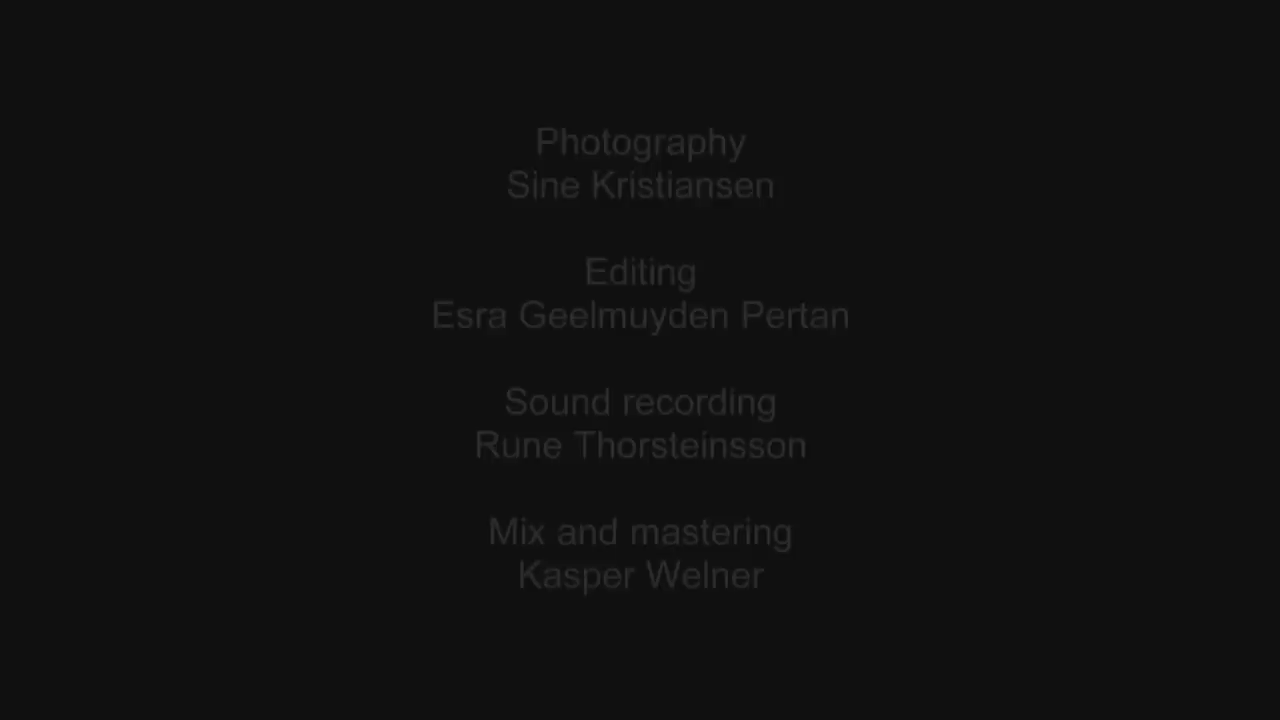 Photography
Sine Kristiansen
Editing
Esra Geelmuyden Pertan
Sound recording
Rune Thorsteinsson
Mix and mastering
Kasper Welner